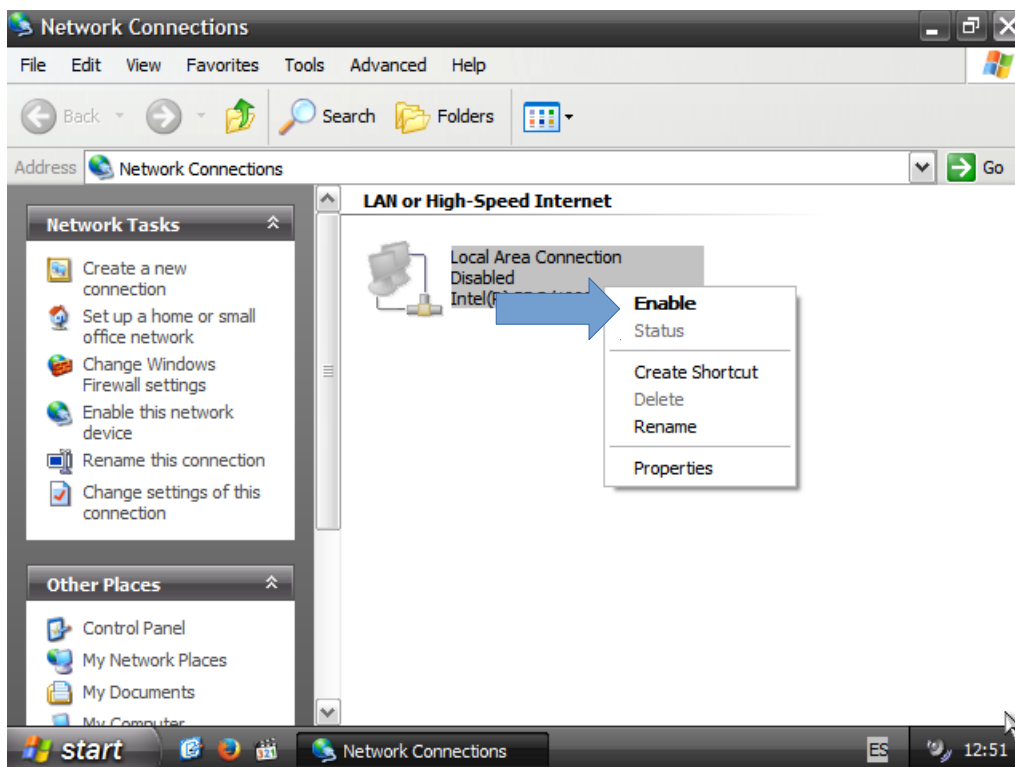 Network Connections
File Edit View Favorites Tools Advanced Help
Back Search Folders
Address Network Connections Go
Network Tasks
Create a new
connection
Set up a home or small
office network
Change Windows
Firewall settings
Enable this network
device
Rename this connection
Change settings of this
connection
Other Places
Control Panel
My Network Places
My Documents
My Computer
LAN or High-Speed Internet
Local Area Connection
Disabled
Enable
Status
Create Shortcut
Delete
Rename
Properties
start Network Connections ES 12:51